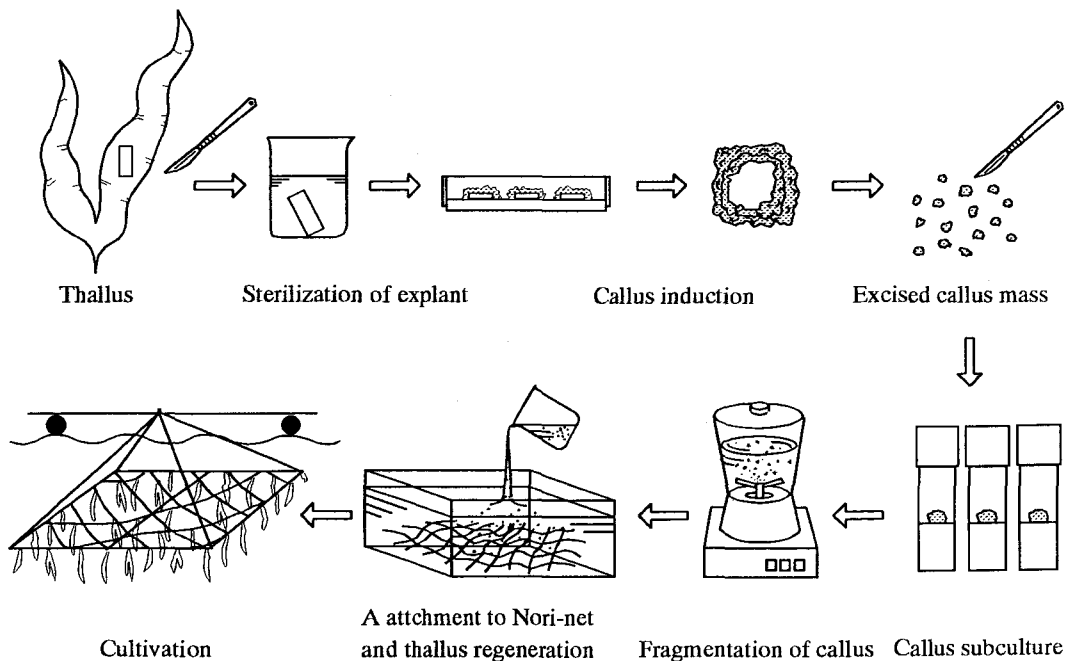 Thallus
Sterilization of explant
Callus induction
Excised callus mass
A attchment to Nori-net
and thallus regeneration
Cultivation
Fragmentation of callus
Callus subculture